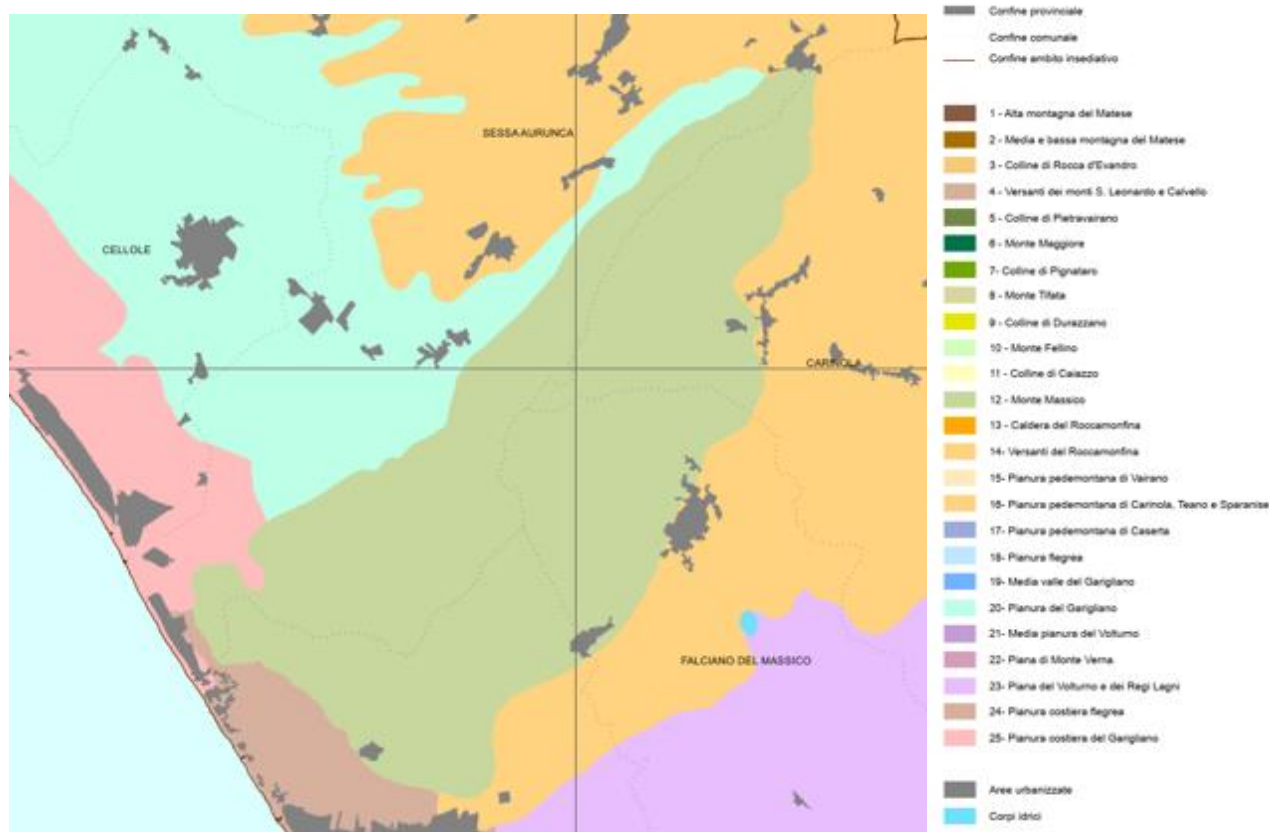 SESSA AURUNCA
CELLOLE
CARINOLA
FALCIANO DEL MASSICO
Confine provinciale
Confine comunale
Confine ambito insediativo
1 - Alta montagna del Matese
2 - Media e bassa montagna del Matese
3 - Colline di Rocca d'Evandro
4 - Versanti dei monti S. Leonardo e Calvello
5 - Colline di Pietravairano
6 - Monte Maggiore
7- Colline di Pignataro
8 - Monte Tifata
9 - Colline di Durazzano
10 - Monte Fellino
11 - Colline di Caiazzo
12 - Monte Massico
13 - Caldera del Roccamonfina
14- Versanti del Roccamonfina
15- Pianura pedemontana di Vairano
16- Pianura pedemontana di Carinola, Teano e Sparanise
17- Pianura pedemontana di Caserta
18- Pianura flegrea
19- Media valle del Garigliano
20- Pianura del Garigliano
21- Media pianura del Volturno
22- Piana di Monte Verna
23- Piana del Volturno e dei Regi Lagni
24- Pianura costiera flegrea
25- Pianura costiera del Garigliano
Aree urbanizzate
Corpi idrici